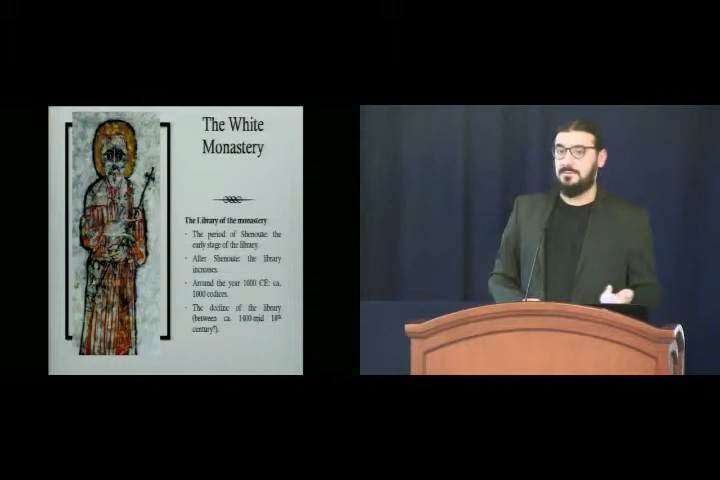 The White
Monastery
The Library of the monastery
• The period of Shenoute: the
early stage of the library.
• After Shenoute: the library
increases.
• Around the year 1000 CE: ca.
1000 codices.
• The decline of the library
(between ca. 1400-mid 18th
century?).